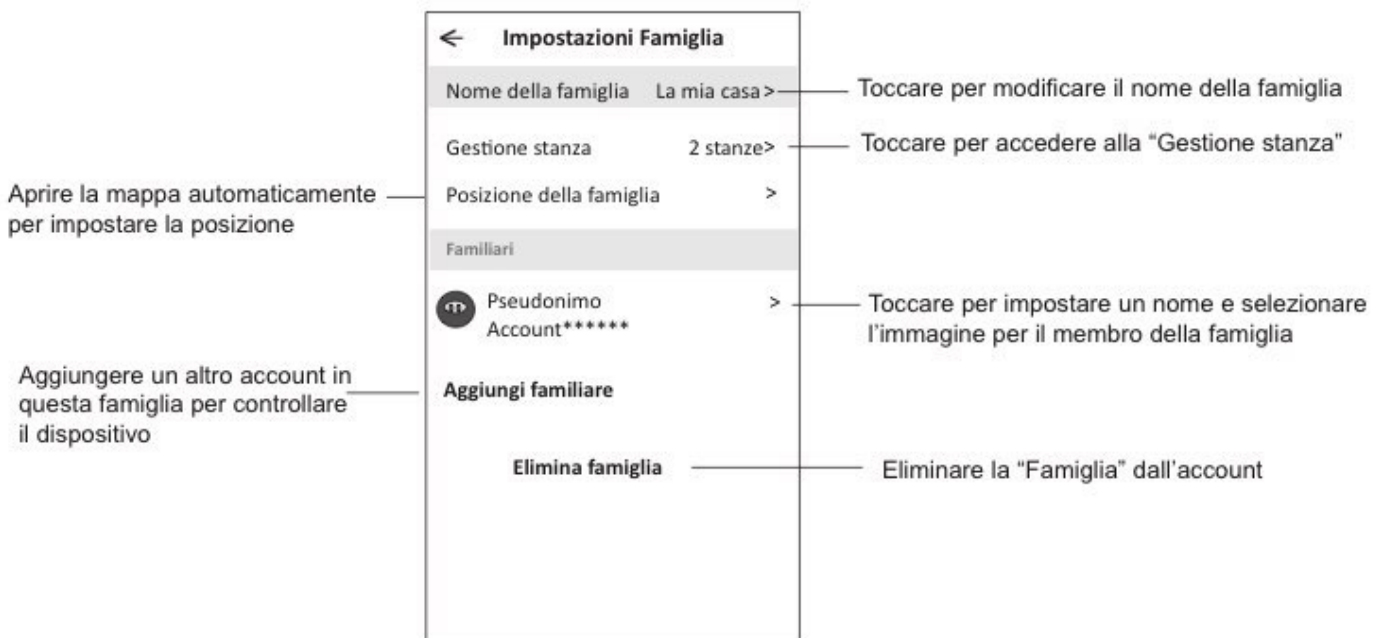 ← Impostazioni Famiglia
Nome della famiglia La mia casa >
Toccare per modificare il nome della famiglia
Gestione stanza 2 stanze>
Toccare per accedere alla “Gestione stanza”
Aprire la mappa automaticamente
per impostare la posizione
Posizione della famiglia >
Familiari
Pseudonimo >
Account******
Toccare per impostare un nome e selezionare
l’immagine per il membro della famiglia
Aggiungere un altro account in
questa famiglia per controllare
il dispositivo
Aggiungi familiare
Elimina famiglia
Eliminare la “Famiglia” dall’account